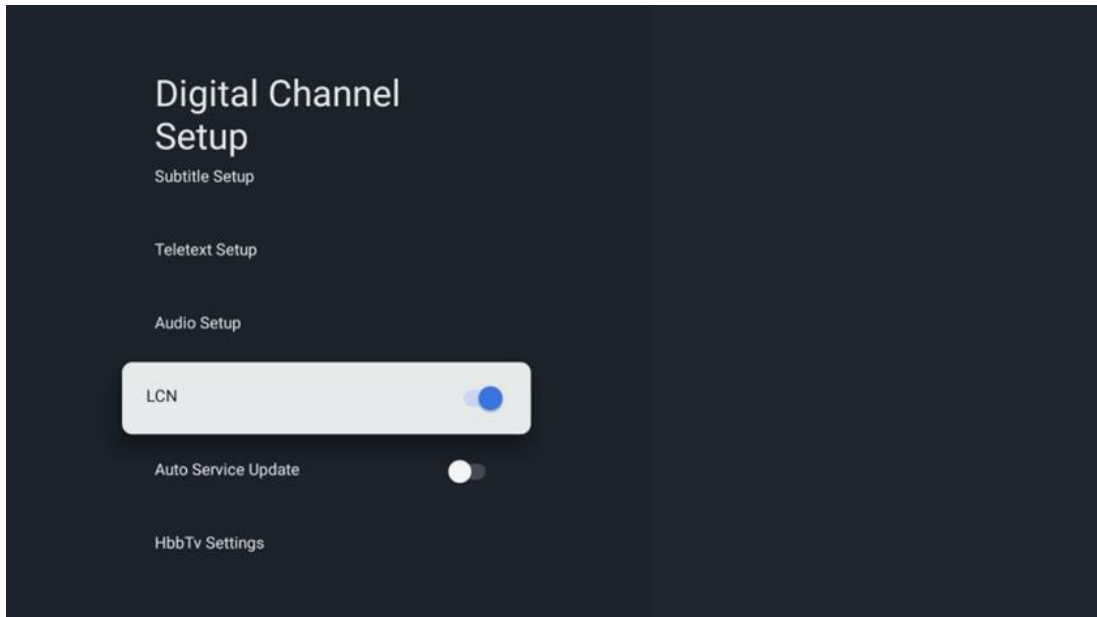 Digital Channel
Setup
Subtitle Setup
Teletext Setup
Audio Setup
LCN
Auto Service Update
HbbTv Settings